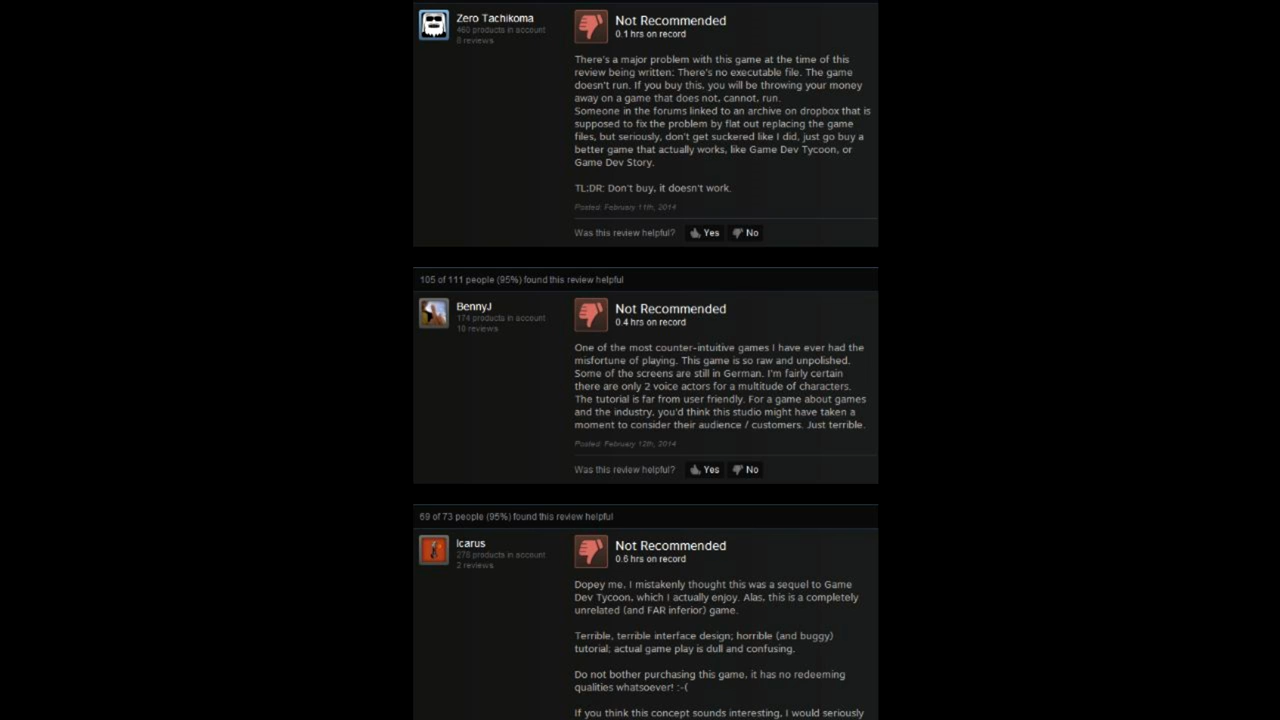 Zero Tachikoma
460 products in account
8 reviews
Not Recommended
0.1 hrs on record
There's a major problem with this game at the time of this
review being written: There's no executable file. The game
doesn't run. If you buy this, you will be throwing your money
away on a game that does not, cannot, run.
Someone in the forums linked to an archive on dropbox that is
supposed to fix the problem by flat out replacing the game
files, but seriously, don't get suckered like I did, just go buy a
better game that actually works, like Game Dev Tycoon, or
Game Dev Story.
TL;DR: Don't buy, it doesn't work.
Posted: February 11th, 2014
Was this review helpful? Yes No
105 of 111 people (95%) found this review helpful
BennyJ
174 products in account
10 reviews
Not Recommended
0.4 hrs on record
One of the most counter-intuitive games I have ever had the
misfortune of playing. This game is so raw and unpolished.
Some of the screens are still in German. I'm fairly certain
there are only 2 voice actors for a multitude of characters.
The tutorial is far from user friendly. For a game about games
and the industry, you'd think this studio might have taken a
moment to consider their audience / customers. Just terrible.
Posted: February 12th, 2014
Was this review helpful? Yes No
69 of 73 people (95%) found this review helpful
Icarus
276 products in account
2 reviews
Not Recommended
0.6 hrs on record
Dopey me, I mistakenly thought this was a sequel to Game
Dev Tycoon, which I actually enjoy. Alas, this is a completely
unrelated (and FAR inferior) game.
Terrible, terrible interface design; horrible (and buggy)
tutorial; actual game play is dull and confusing.
Do not bother purchasing this game, it has no redeeming
qualities whatsoever! :-(
If you think this concept sounds interesting, I would seriously